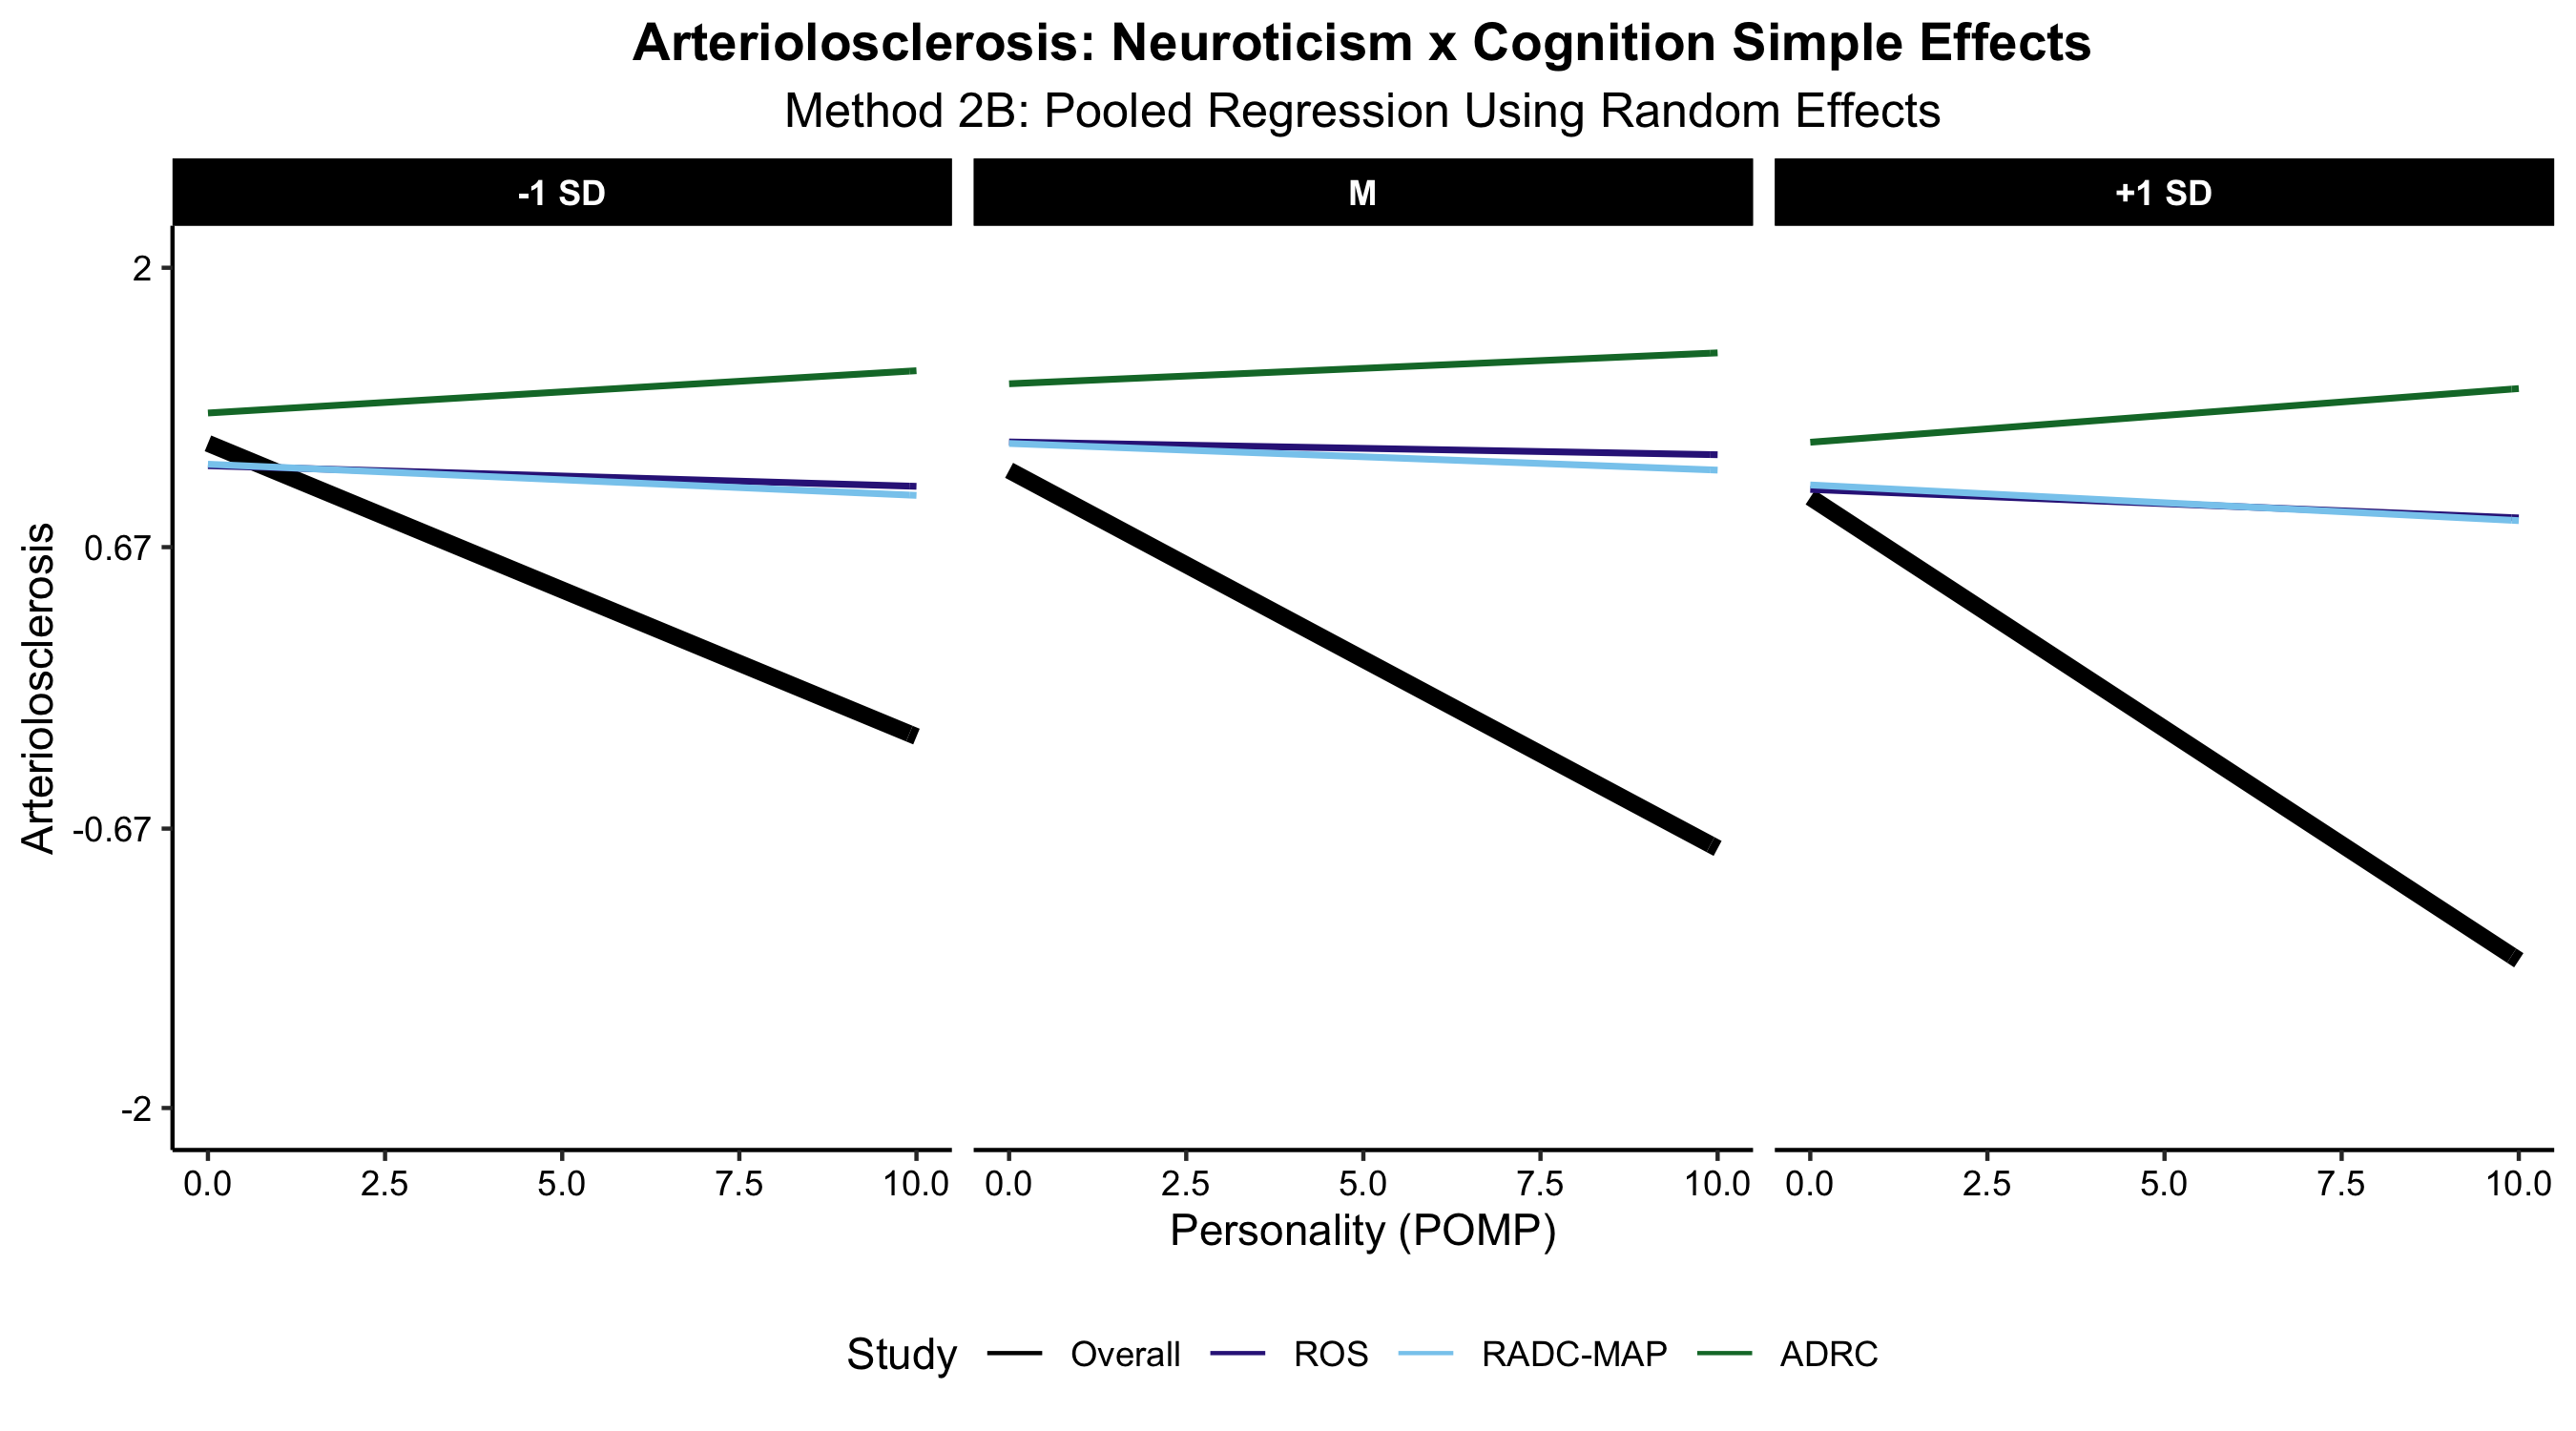 Arteriolosclerosis: Neuroticism x Cognition Simple Effects
Method 2B: Pooled Regression Using Random Effects
-1 SD M +1 SD
2
0.67
-0.67
-2
Arteriolosclerosis
0.0 2.5 5.0 7.5 10.0 0.0 2.5 5.0 7.5 10.0 0.0 2.5 5.0 7.5 10.0
Personality (POMP)
Study Overall ROS RADC-MAP ADRC